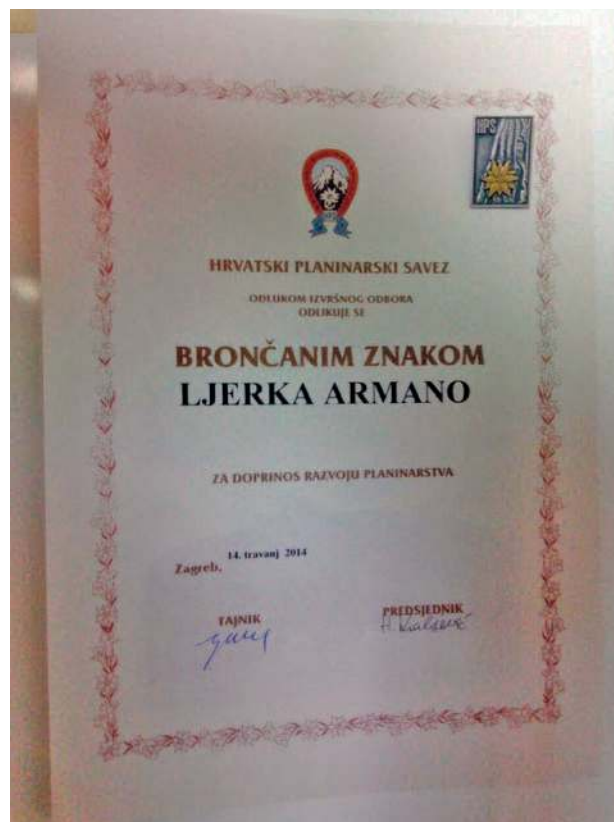 HPS
HRVATSKI PLANINARSKI SAVEZ
ODLUKOM IZVRŠNOG ODBORA
ODLIKUJE SE
BRONČANIM ZNAKOM
LJERKA ARMANO
ZA DOPRINOS RAZVOJU PLANINARSTVA
Zagreb, 14. travanj 2014
TAJNIK
PREDSJEDNIK